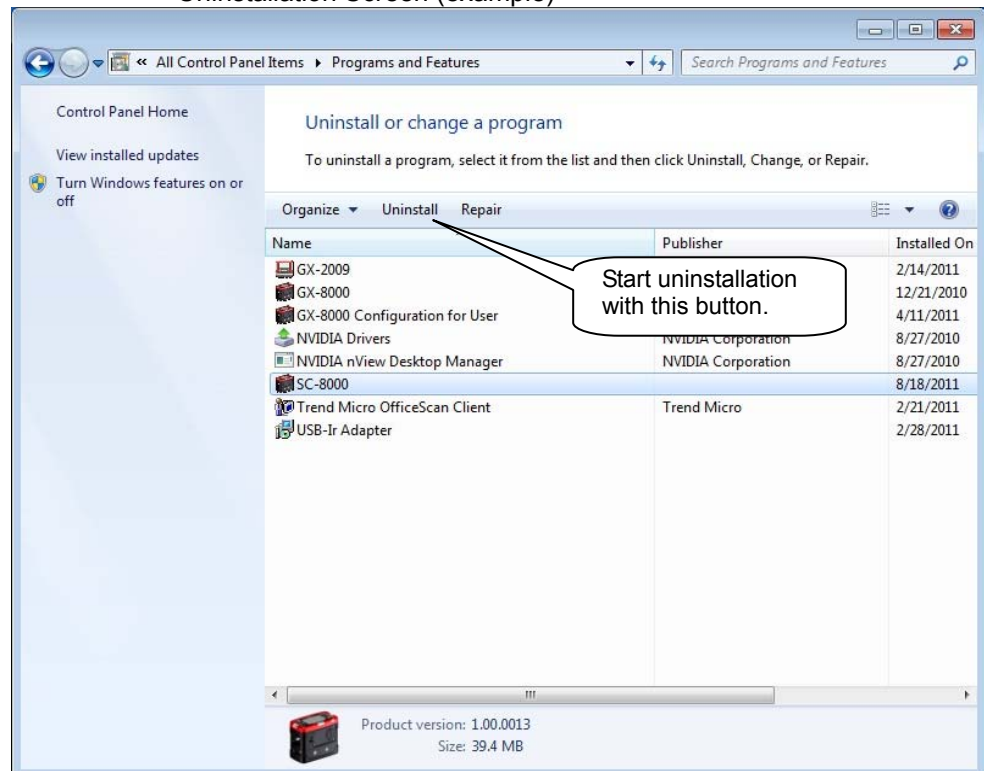 Uninstallation Screen (example)
« All Control Panel Items ▸ Programs and Features
Search Programs and Features
Control Panel Home
View installed updates
Turn Windows features on or
off
Uninstall or change a program
To uninstall a program, select it from the list and then click Uninstall, Change, or Repair.
Organize Uninstall Repair
Name Publisher Installed On
Start uninstallation
with this button.
GX-2009 2/14/2011
GX-8000 12/21/2010
GX-8000 Configuration for User 4/11/2011
NVIDIA Drivers NVIDIA Corporation 8/27/2010
NVIDIA nView Desktop Manager NVIDIA Corporation 8/27/2010
SC-8000 8/18/2011
Trend Micro OfficeScan Client Trend Micro 2/21/2011
USB-Ir Adapter 2/28/2011
Product version: 1.00.0013
Size: 39.4 MB